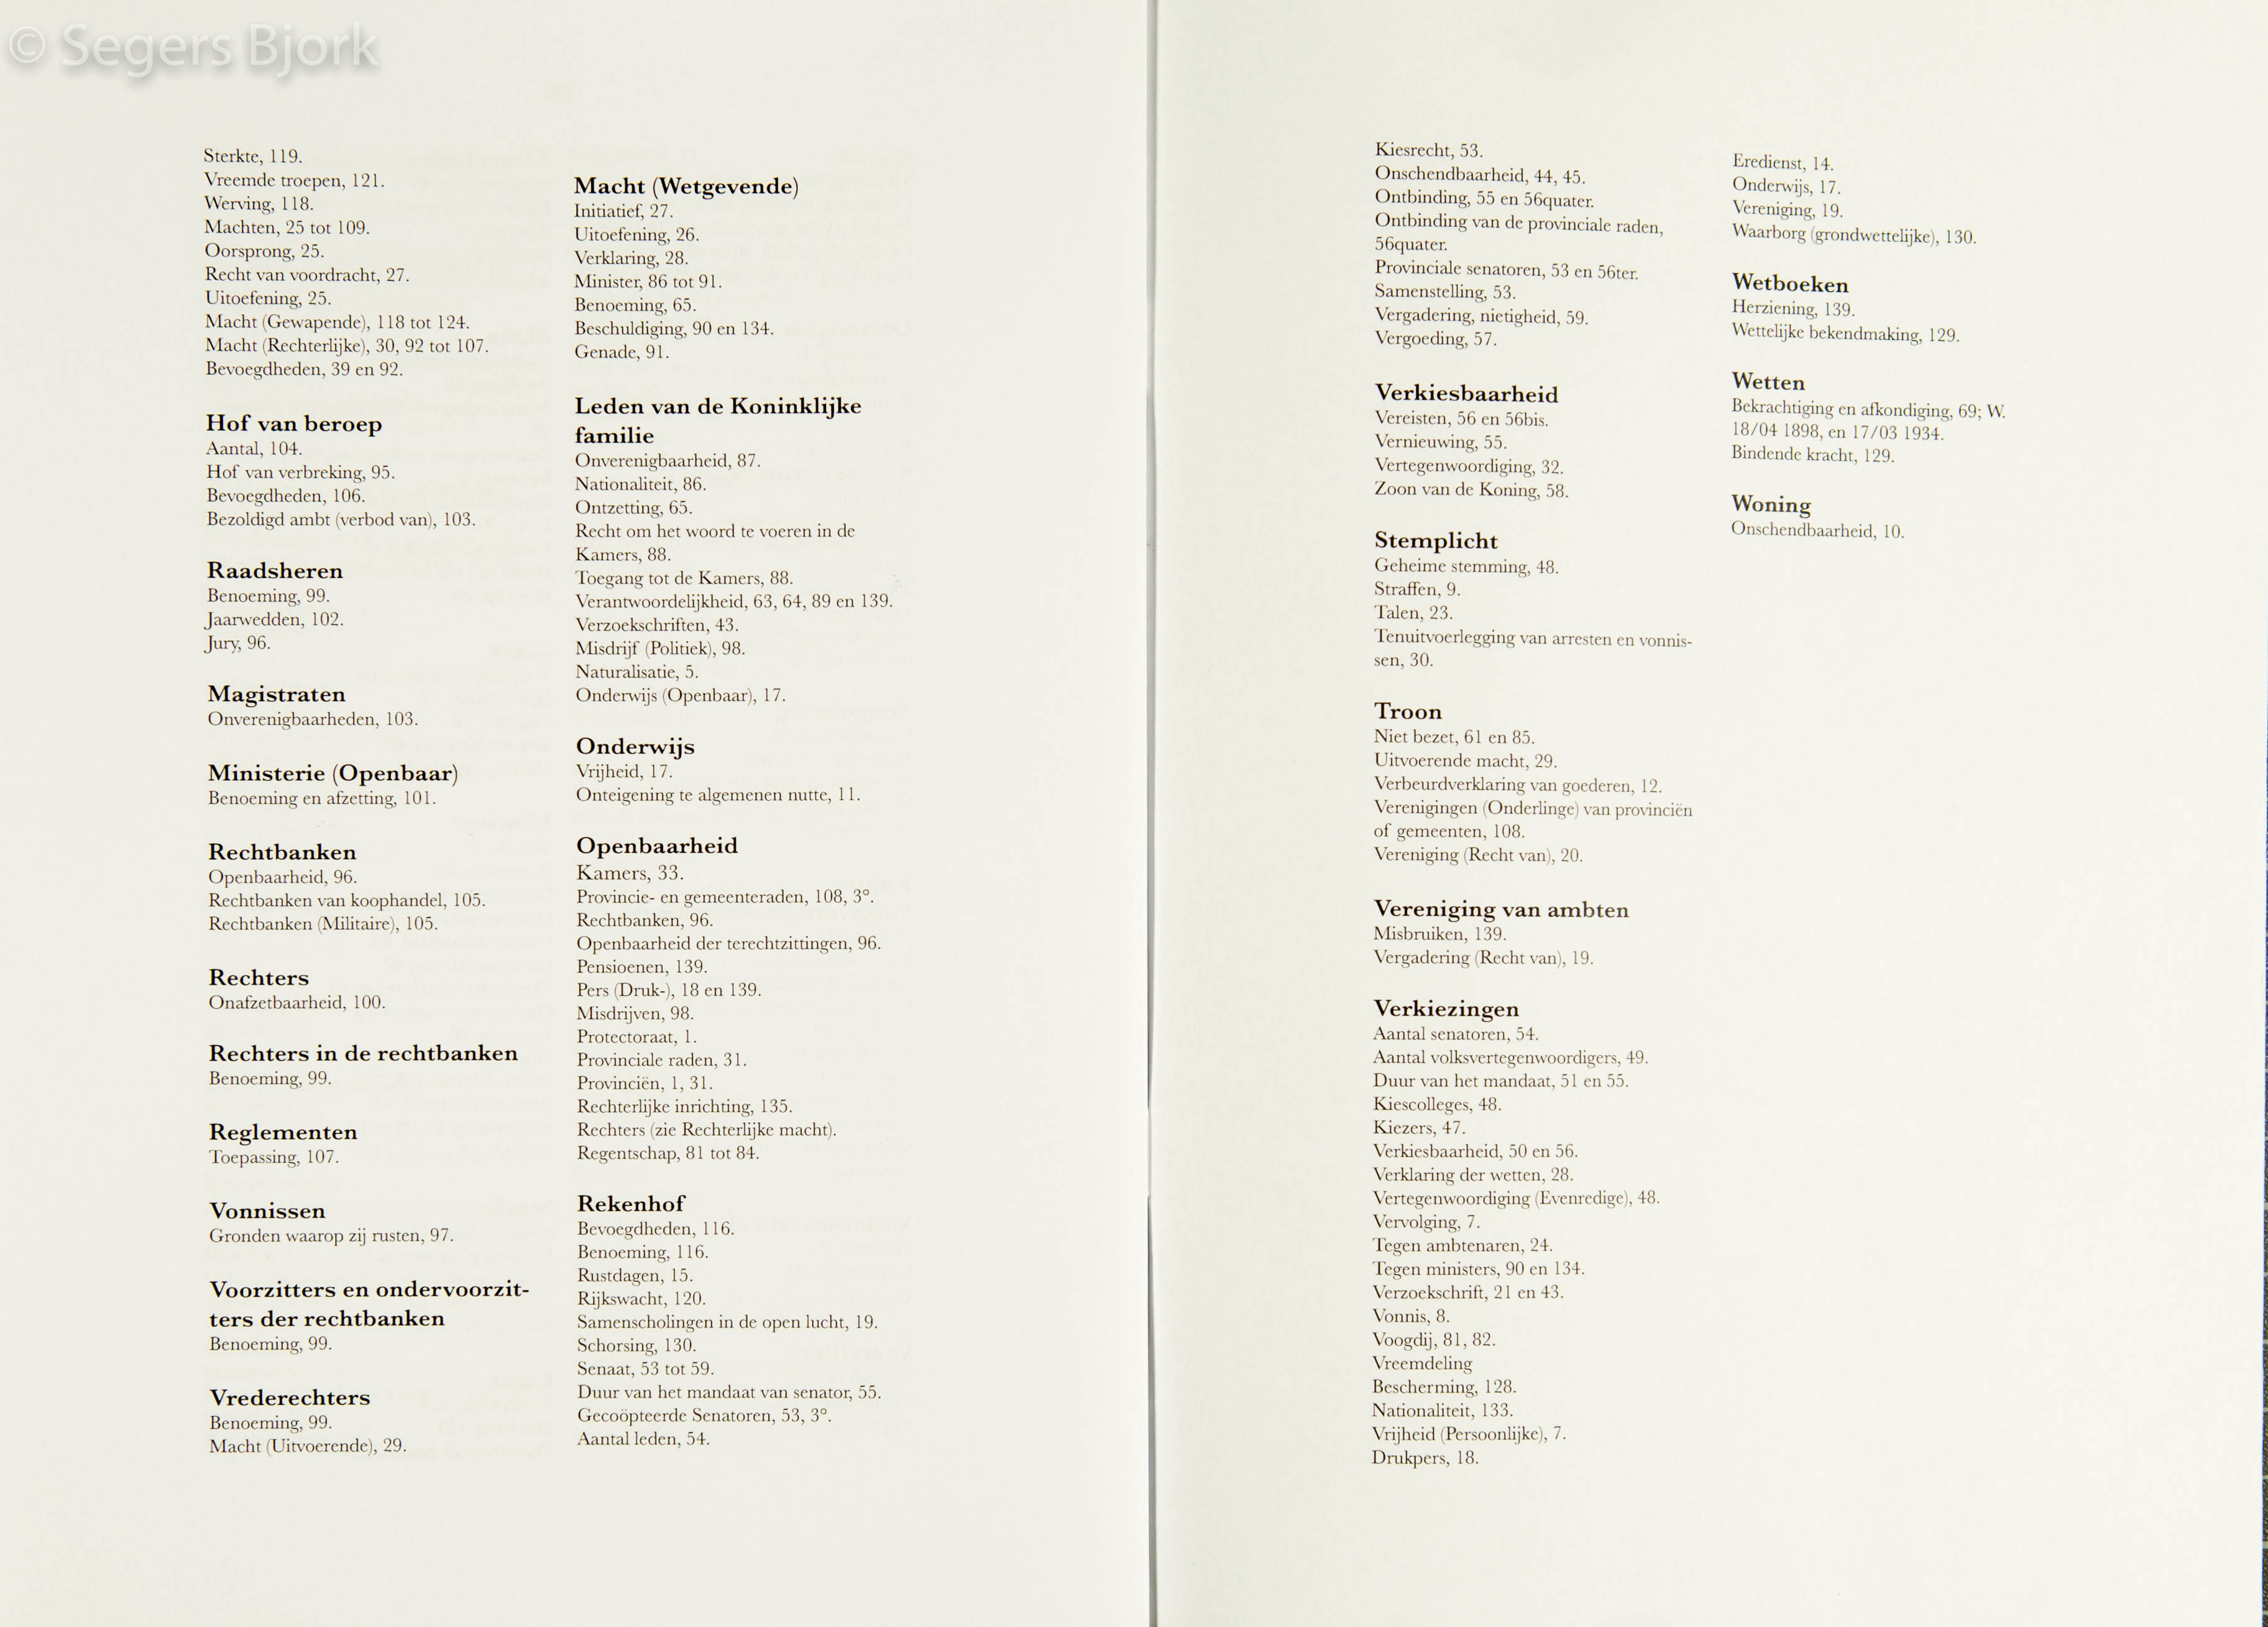 © Segers Bjork
Sterkte, 119.
Vreemde troepen, 121.
Werving, 118.
Machten, 25 tot 109.
Oorsprong, 25.
Recht van voordracht, 27.
Uitoefening, 25.
Macht (Gewapende), 118 tot 124.
Macht (Rechterlijke), 30, 92 tot 107.
Bevoegdheden, 39 en 92.
Hof van beroep
Aantal, 104.
Hof van verbreking, 95.
Bevoegdheden, 106.
Bezoldigd ambt (verbod van), 103.
Raadsheren
Benoeming, 99.
Jaarwedden, 102.
Jury, 96.
Magistraten
Onverenigbaarheden, 103.
Ministerie (Openbaar)
Benoeming en afzetting, 101.
Rechtbanken
Openbaarheid, 96.
Rechtbanken van koophandel, 105.
Rechtbanken (Militaire), 105.
Rechters
Onafzetbaarheid, 100.
Rechters in de rechtbanken
Benoeming, 99.
Reglementen
Toepassing, 107.
Vonnissen
Gronden waarop zij rusten, 97.
Voorzitters en ondervoorzit-
ters der rechtbanken
Benoeming, 99.
Vrederechters
Benoeming, 99.
Macht (Uitvoerende), 29.
Macht (Wetgevende)
Initiatief, 27.
Uitoefening, 26.
Verklaring, 28.
Minister, 86 tot 91.
Benoeming, 65.
Beschuldiging, 90 en 134.
Genade, 91.
Leden van de Koninklijke
familie
Onverenigbaarheid, 87.
Nationaliteit, 86.
Ontzetting, 65.
Recht om het woord te voeren in de
Kamers, 88.
Toegang tot de Kamers, 88.
Verantwoordelijkheid, 63, 64, 89 en 139.
Verzoekschriften, 43.
Misdrijf (Politiek), 98.
Naturalisatie, 5.
Onderwijs (Openbaar), 17.
Onderwijs
Vrijheid, 17.
Onteigening te algemenen nutte, 11.
Openbaarheid
Kamers, 33.
Provincie- en gemeenteraden, 108, 3°.
Rechtbanken, 96.
Openbaarheid der terechtzittingen, 96.
Pensioenen, 139.
Pers (Druk-), 18 en 139.
Misdrijven, 98.
Protectoraat, 1.
Provinciale raden, 31.
Provinciën, 1, 31.
Rechterlijke inrichting, 135.
Rechters (zie Rechterlijke macht).
Regentschap, 81 tot 84.
Rekenhof
Bevoegdheden, 116.
Benoeming, 116.
Rustdagen, 15.
Rijkswacht, 120.
Samenscholingen in de open lucht, 19.
Schorsing, 130.
Senaat, 53 tot 59.
Duur van het mandaat van senator, 55.
Gecoöpteerde Senatoren, 53, 3°.
Aantal leden, 54.
Kiesrecht, 53.
Onschendbaarheid, 44, 45.
Ontbinding, 55 en 56quater.
Ontbinding van de provinciale raden,
56quater.
Provinciale senatoren, 53 en 56ter.
Samenstelling, 53.
Vergadering, nietigheid, 59.
Vergoeding, 57.
Verkiesbaarheid
Vereisten, 56 en 56bis.
Vernieuwing, 55.
Vertegenwoordiging, 32.
Zoon van de Koning, 58.
Stemplicht
Geheime stemming, 48.
Straffen, 9.
Talen, 23.
Tenuitvoerlegging van arresten en vonnis-
sen, 30.
Troon
Niet bezet, 61 en 85.
Uitvoerende macht, 29.
Verbeurdverklaring van goederen, 12.
Verenigingen (Onderlinge) van provinciën
of gemeenten, 108.
Vereniging (Recht van), 20.
Vereniging van ambten
Misbruiken, 139.
Vergadering (Recht van), 19.
Verkiezingen
Aantal senatoren, 54.
Aantal volksvertegenwoordigers, 49.
Duur van het mandaat, 51 en 55.
Kiescolleges, 48.
Kiezers, 47.
Verkiesbaarheid, 50 en 56.
Verklaring der wetten, 28.
Vertegenwoordiging (Evenredige), 48.
Vervolging, 7.
Tegen ambtenaren, 24.
Tegen ministers, 90 en 134.
Verzoekschrift, 21 en 43.
Vonnis, 8.
Voogdij, 81, 82.
Vreemdeling
Bescherming, 128.
Nationaliteit, 133.
Vrijheid (Persoonlijke), 7.
Drukpers, 18.
Eredienst, 14.
Onderwijs, 17.
Vereniging, 19.
Waarborg (grondwettelijke), 130.
Wetboeken
Herziening, 139.
Wettelijke bekendmaking, 129.
Wetten
Bekrachtiging en afkondiging, 69; W.
18/04 1898, en 17/03 1934.
Bindende kracht, 129.
Woning
Onschendbaarheid, 10.